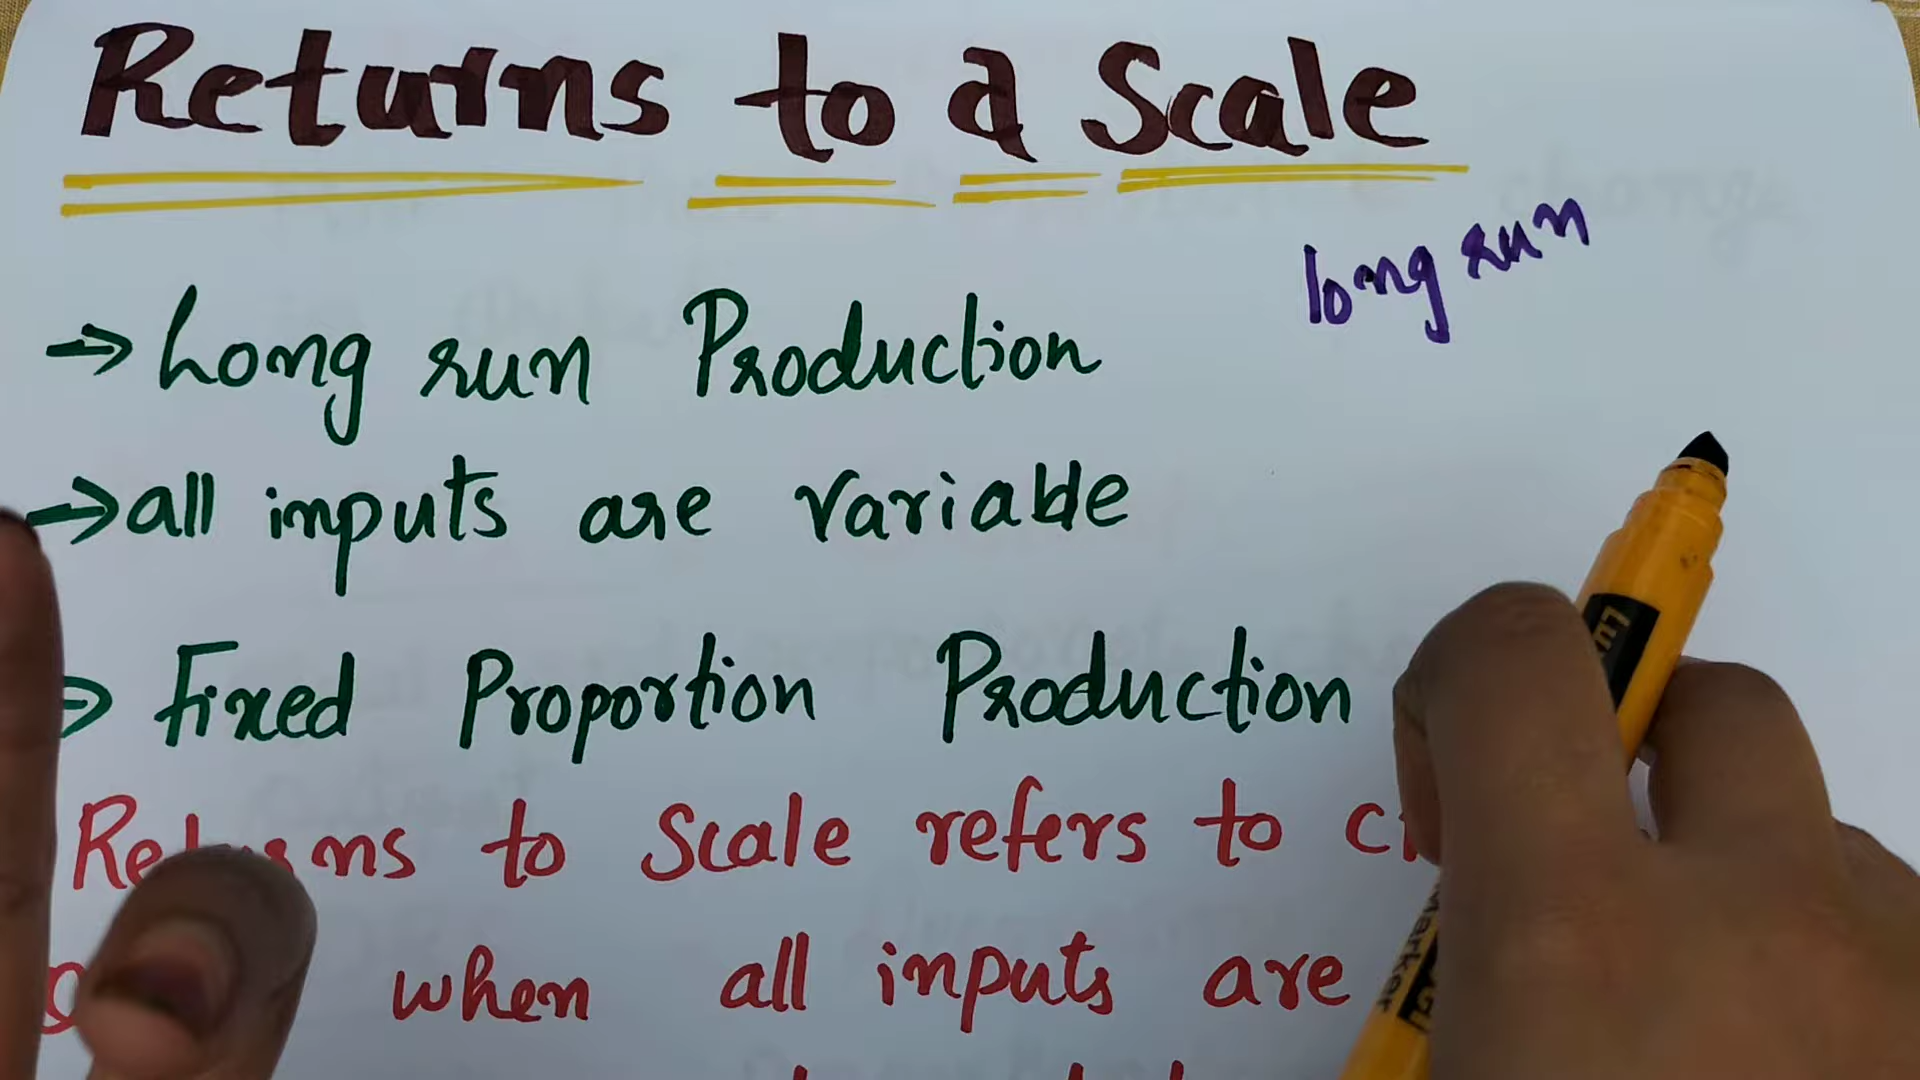 Returns to a Scale
long run
→ Long run Production
→ all inputs are variable
→ Fixed Proportion Production
Returns to Scale refers to
when all inputs are
Marker